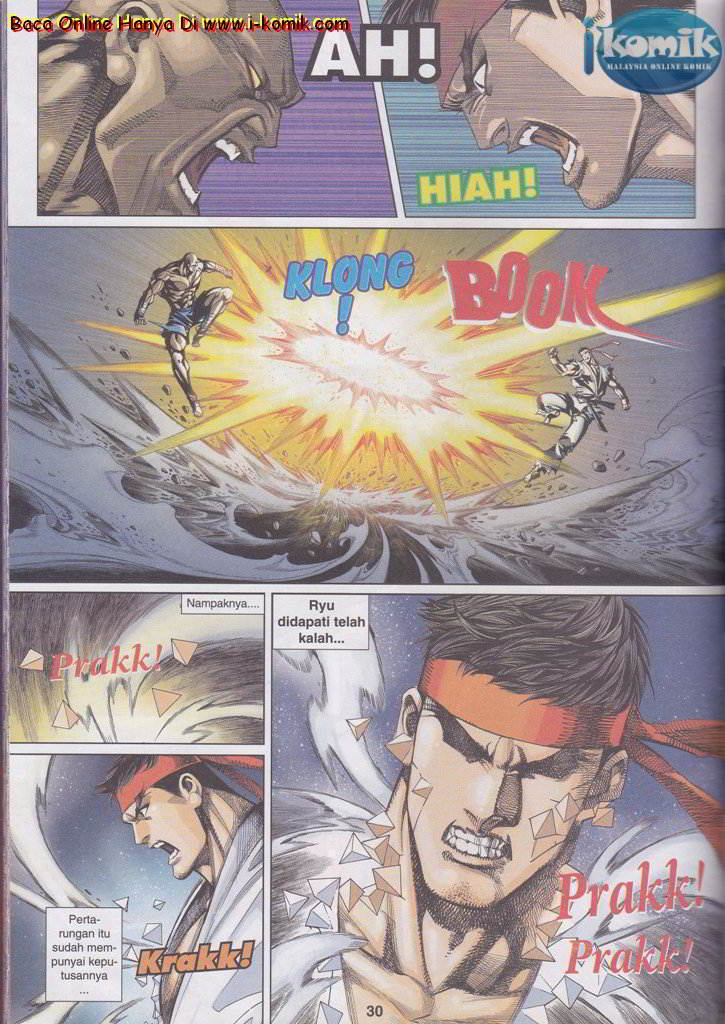 Baca Online Hanya Di www.i-komik.com
ikomik
MALAYSIA ONLINE KOMIK
AH!
HIAH!
KLONG
!
BOOM
Nampaknya....
Prakk!
Perta-
rungan itu
sudah mem-
punyai kepu-
tusannya
...
Krakk!
Ryu
didapati telah
kalah...
Prakk!
Prakk!
30